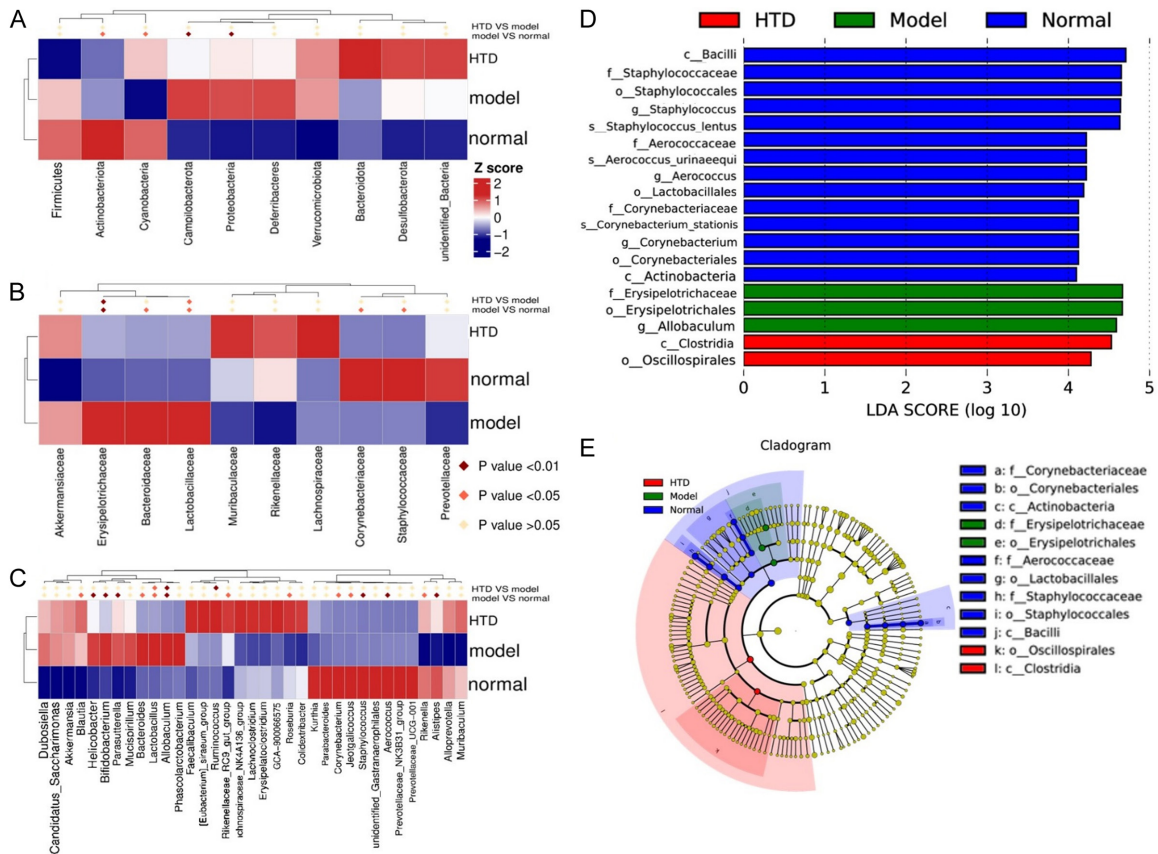 A
HTD VS model
model VS normal
HTD
model
normal
Firmicutes
Actinobacteriota
Cyanobacteria
Campilobacterota
Proteobacteria
Deferribacteres
Verrucomicrobiota
Bacteroidota
Desulfobacterota
unidentified_Bacteria
Z score
2
1
0
−1
−2
B
HTD VS model
model VS normal
HTD
normal
model
Akkermansiaceae
Erysipelotrichaceae
Bacteroidaceae
Lactobacillaceae
Muribaculaceae
Rikenellaceae
Lachnospiraceae
Corynebacteriaceae
Staphylococcaceae
Prevotellaceae
P value <0.01
P value <0.05
P value >0.05
C
HTD VS model
model VS normal
HTD
model
normal
Dubosiella
Candidatus_Saccharimonas
Akkermansia
Blautia
Helicobacter
Bifidobacterium
Parasutterella
Mucispirillum
Bacteroides
Lactobacillus
Allobaculum
Phascolarctobacterium
Faecalibaculum
[Eubacterium]_siraeum_group
Ruminococcus
Rikenellaceae_RC9_gut_group
ichnospiraceae_NK4A136_group
Lachnoclostridium
Erysipelatoclostridium
GCA-900066575
Roseburia
Colidextribacter
Kurthia
Parabacteroides
Corynebacterium
Jeotgalicoccus
Staphylococcus
Aerococcus
unidentified_Gastranaerophilales
Prevotellaceae_NK3B31_group
Prevotellaceae_UCG-001
Rikenella
Alistipes
Alloprevotella
Muribaculum
D
HTD
Model
Normal
c__Bacilli
f__Staphylococcaceae
o__Staphylococcales
g__Staphylococcus
s__Staphylococcus_lentus
f__Aerococcaceae
s__Aerococcus_urinaeequi
g__Aerococcus
o__Lactobacillales
f__Corynebacteriaceae
s__Corynebacterium_stationis
g__Corynebacterium
o__Corynebacteriales
c__Actinobacteria
f__Erysipelotrichaceae
o__Erysipelotrichales
g__Allobaculum
c__Clostridia
o__Oscillospirales
0 1 2 3 4 5
LDA SCORE (log 10)
E
Cladogram
HTD
Model
Normal
a: f__Corynebacteriaceae
b: o__Corynebacteriales
c: c__Actinobacteria
d: f__Erysipelotrichaceae
e: o__Erysipelotrichales
f: f__Aerococcaceae
g: o__Lactobacillales
h: f__Staphylococcaceae
i: o__Staphylococcales
j: c__Bacilli
k: o__Oscillospirales
l: c__Clostridia